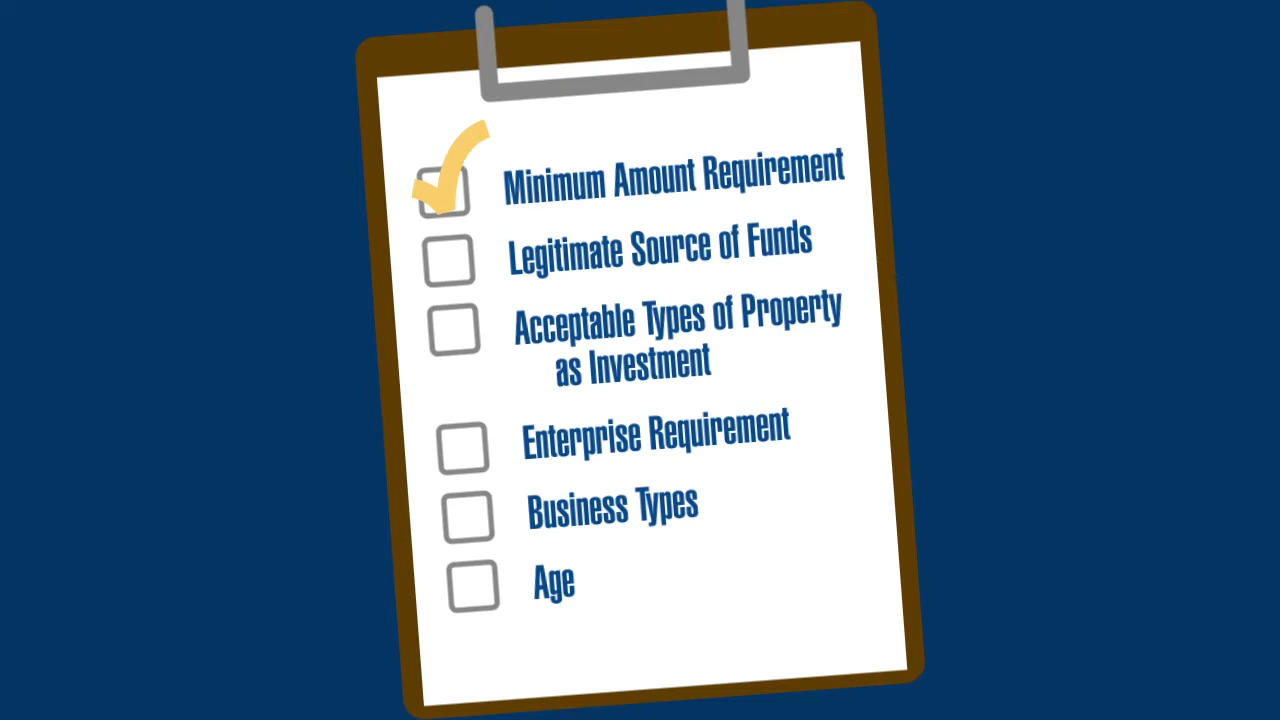 Minimum Amount Requirement
Legitimate Source of Funds
Acceptable Types of Property
as Investment
Enterprise Requirement
Business Types
Age